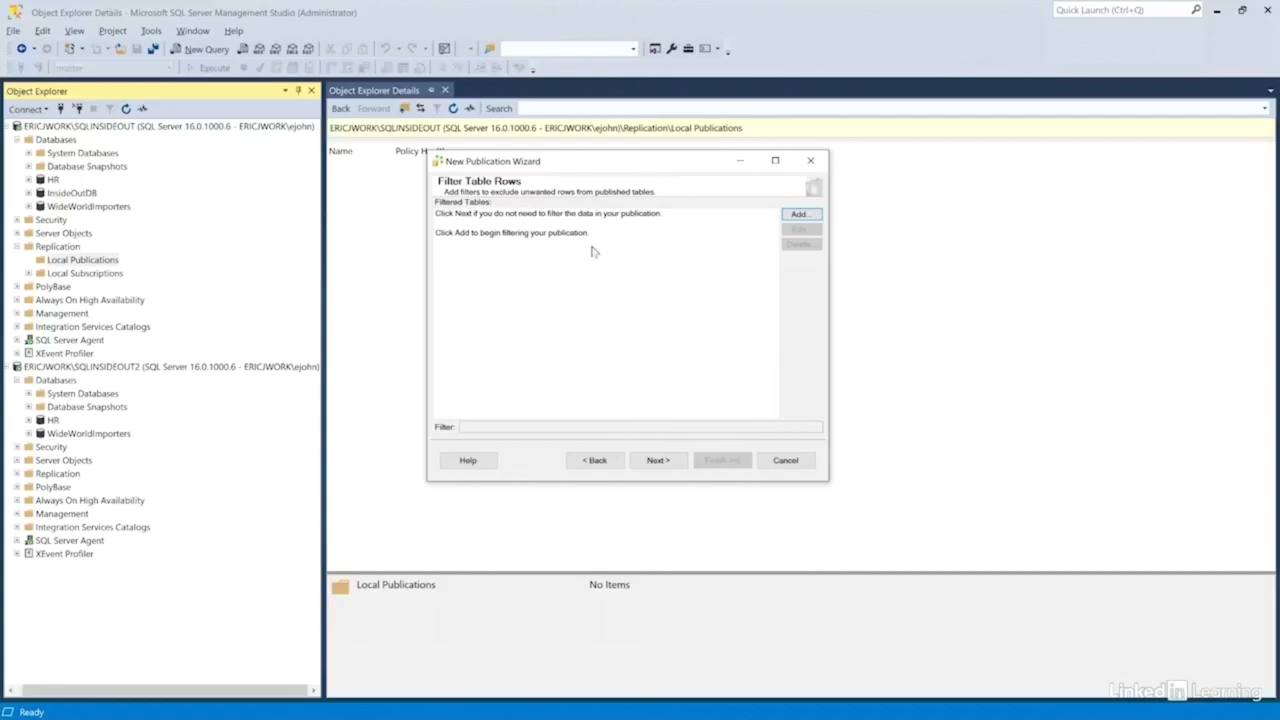 Object Explorer Details - Microsoft SQL Server Management Studio (Administrator)
Quick Launch (Ctrl+Q)
File Edit View Project Tools Window Help
New Query
master
Execute
Object Explorer
Object Explorer Details
Connect
Back Forward Search
ERICJWORK\SQLINSIDEOUT (SQL Server 16.0.1000.6 - ERICJWORK\ejohn)
ERICJWORK\SQLINSIDEOUT (SQL Server 16.0.1000.6 - ERICJWORK\ejohn)\Replication\Local Publications
Databases
System Databases
Database Snapshots
HR
InsideOutDB
WideWorldImporters
Security
Server Objects
Replication
Local Publications
Local Subscriptions
PolyBase
Always On High Availability
Management
Integration Services Catalogs
SQL Server Agent
XEvent Profiler
ERICJWORK\SQLINSIDEOUT2 (SQL Server 16.0.1000.6 - ERICJWORK\ejohn)
Databases
System Databases
Database Snapshots
HR
WideWorldImporters
Security
Server Objects
Replication
PolyBase
Always On High Availability
Management
Integration Services Catalogs
SQL Server Agent
XEvent Profiler
Name Policy
New Publication Wizard
Filter Table Rows
Add filters to exclude unwanted rows from published tables.
Filtered Tables:
Click Next if you do not need to filter the data in your publication.
Click Add to begin filtering your publication.
Add...
Edit...
Delete...
Filter:
Help
< Back
Next >
Cancel
Local Publications
No Items
Linked in Learning
Ready